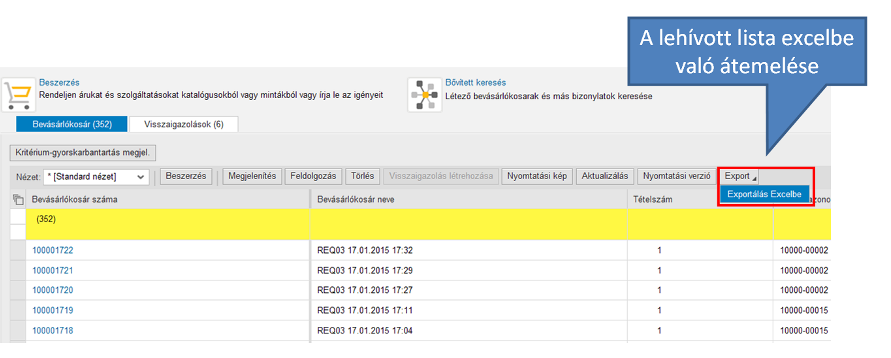 A lehívott lista excelbe
való átemelése
Beszerzés
Rendeljen árukat és szolgáltatásokat katalógusokból vagy mintákból vagy írja le az igényeit
Bővített keresés
Létező bevásárlókosarak és más bizonylatok keresése
Bevásárlókosár (352) Visszaigazolások (6)
Kritérium-gyorskarbantartás megjel.
Nézet: * [Standard nézet] Beszerzés Megjelenítés Feldolgozás Törlés Visszaigazolás létrehozása Nyomtatási kép Aktualizálás Nyomtatási verzió Export
Exportálás Excelbe
Bevásárlókosár száma Bevásárlókosár neve Tételszám
(352)
100001722 REQ03 17.01.2015 17:32 1 10000-00002
100001721 REQ03 17.01.2015 17:29 1 10000-00002
100001720 REQ03 17.01.2015 17:27 1 10000-00002
100001719 REQ03 17.01.2015 17:11 1 10000-00015
100001718 REQ03 17.01.2015 17:04 1 10000-00015